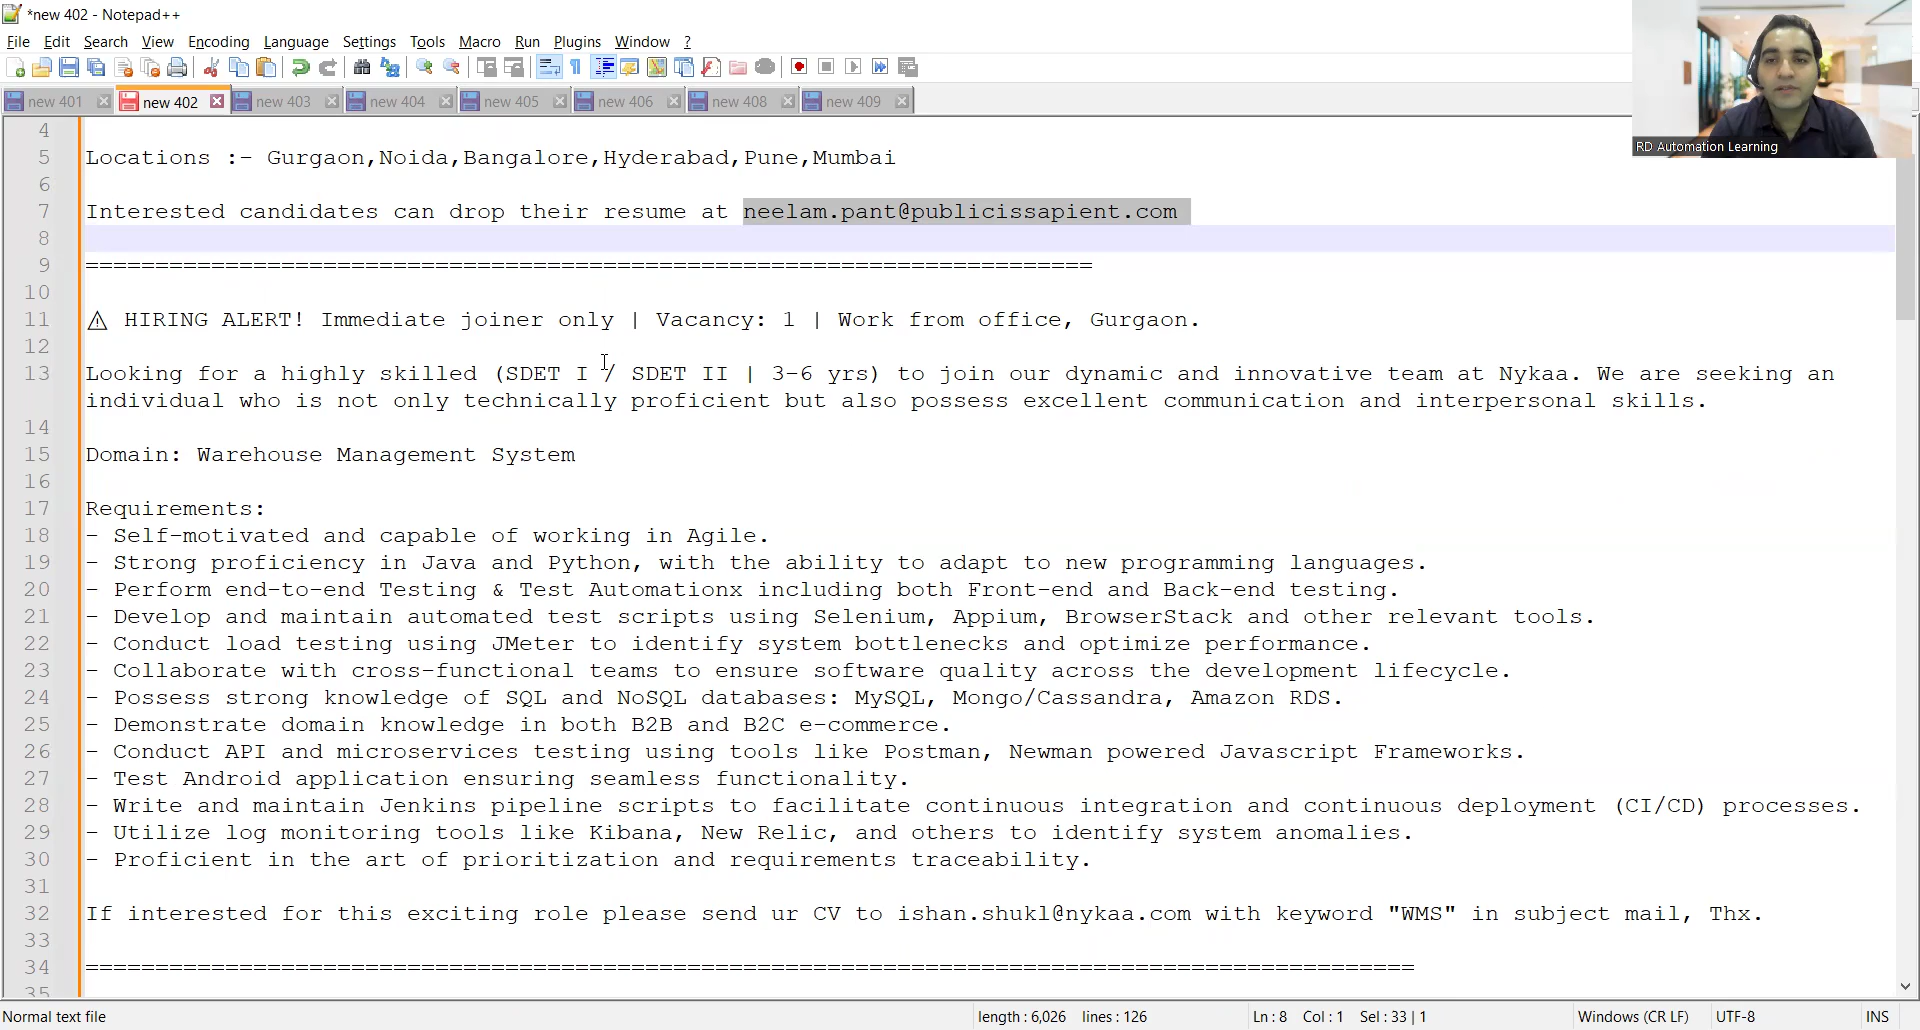 *new 402 - Notepad++
File Edit Search View Encoding Language Settings Tools Macro Run Plugins Window ?
new 401 new 402 new 403 new 404 new 405 new 406 new 408 new 409
RD Automation Learning
4
5 Locations :- Gurgaon,Noida,Bangalore,Hyderabad,Pune,Mumbai
6
7 Interested candidates can drop their resume at neelam.pant@publicissapient.com
8
9 ========================================================================
10
11 ⚠ HIRING ALERT! Immediate joiner only | Vacancy: 1 | Work from office, Gurgaon.
12
13 Looking for a highly skilled (SDET I / SDET II | 3-6 yrs) to join our dynamic and innovative team at Nykaa. We are seeking an
individual who is not only technically proficient but also possess excellent communication and interpersonal skills.
14
15 Domain: Warehouse Management System
16
17 Requirements:
18 - Self-motivated and capable of working in Agile.
19 - Strong proficiency in Java and Python, with the ability to adapt to new programming languages.
20 - Perform end-to-end Testing & Test Automationx including both Front-end and Back-end testing.
21 - Develop and maintain automated test scripts using Selenium, Appium, BrowserStack and other relevant tools.
22 - Conduct load testing using JMeter to identify system bottlenecks and optimize performance.
23 - Collaborate with cross-functional teams to ensure software quality across the development lifecycle.
24 - Possess strong knowledge of SQL and NoSQL databases: MySQL, Mongo/Cassandra, Amazon RDS.
25 - Demonstrate domain knowledge in both B2B and B2C e-commerce.
26 - Conduct API and microservices testing using tools like Postman, Newman powered Javascript Frameworks.
27 - Test Android application ensuring seamless functionality.
28 - Write and maintain Jenkins pipeline scripts to facilitate continuous integration and continuous deployment (CI/CD) processes.
29 - Utilize log monitoring tools like Kibana, New Relic, and others to identify system anomalies.
30 - Proficient in the art of prioritization and requirements traceability.
31
32 If interested for this exciting role please send ur CV to ishan.shukl@nykaa.com with keyword "WMS" in subject mail, Thx.
33
34 ===============================================================================================
35
Normal text file length : 6,026 lines : 126 Ln : 8 Col : 1 Sel : 33 | 1 Windows (CR LF) UTF-8 INS